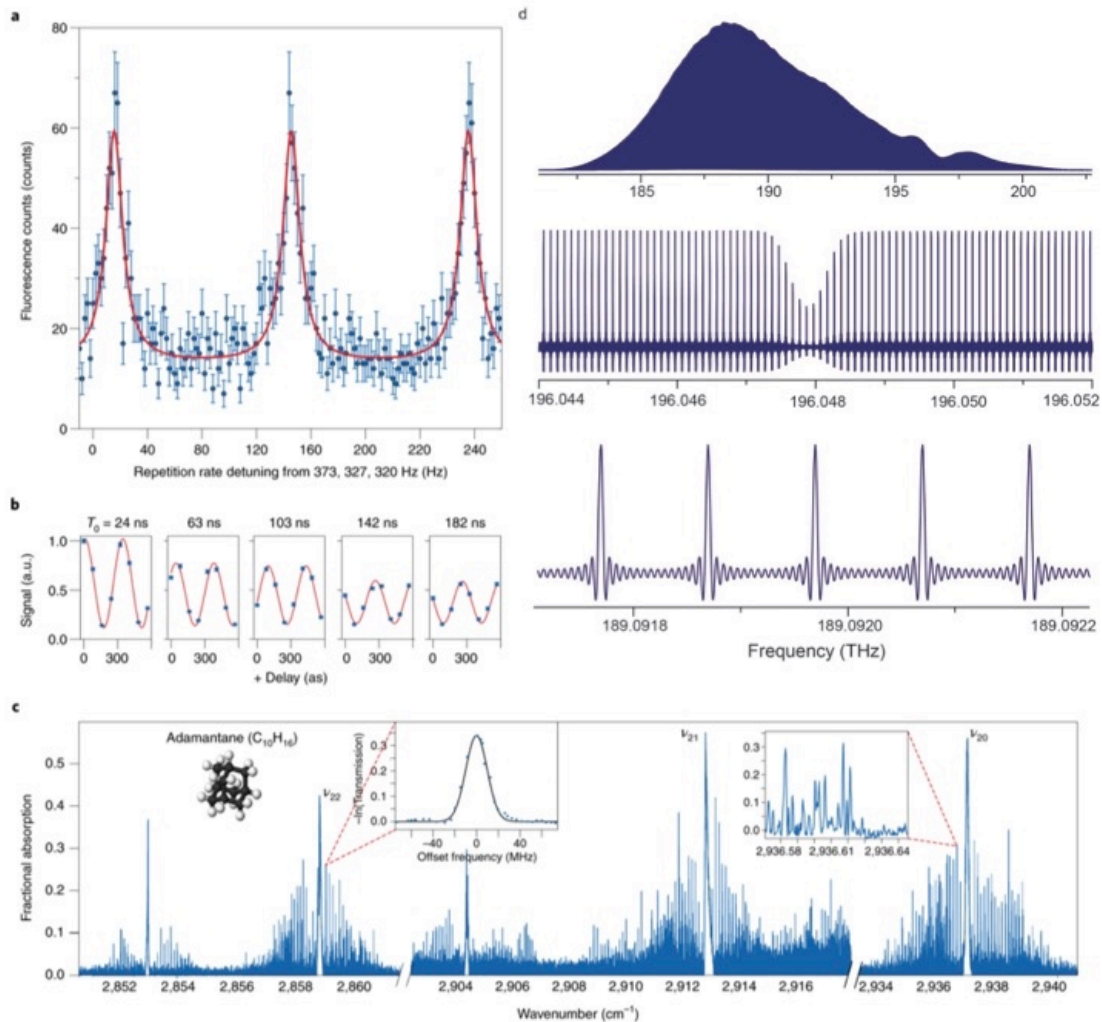 a
80
60
40
20
0
Fluorescence counts (counts)
0 40 80 120 160 200 220 240
Repetition rate detuning from 373, 327, 320 Hz (Hz)
b
T0 = 24 ns 63 ns 103 ns 142 ns 182 ns
1.0
0.5
0.0
Signal (a.u.)
300 300 300 300 300
+ Delay (as)
d
185 190 195 200
196.044 196.046 196.048 196.050 196.052
189.0918 189.0920 189.0922
Frequency (THz)
c
Adamantane (C10H16)
ν22
ν21
ν20
0.5
0.4
0.3
0.2
0.1
0.0
Fractional absorption
0.3
0.2
0.1
0.0
–ln(Transmission)
–40 0 40
Offset frequency (MHz)
0.3
0.2
0.1
0.0
2,936.58 2,936.61 2,936.64
2,852 2,854 2,856 2,858 2,860 2,904 2,906 2,908 2,910 2,912 2,914 2,916 2,934 2,936 2,938 2,940
Wavenumber (cm–1)